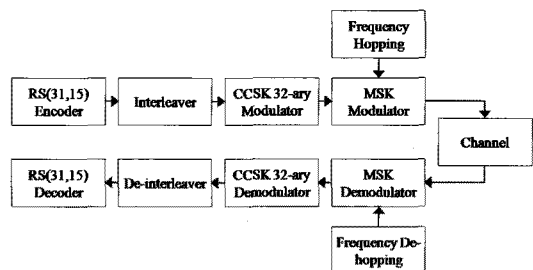 Frequency
Hopping
RS(31,15)
Encoder
Interleaver
CCSK 32-ary
Modulator
MSK
Modulator
Channel
RS(31,15)
Decoder
De-interleaver
CCSK 32-ary
Demodulator
MSK
Demodulator
Frequency De-
hopping